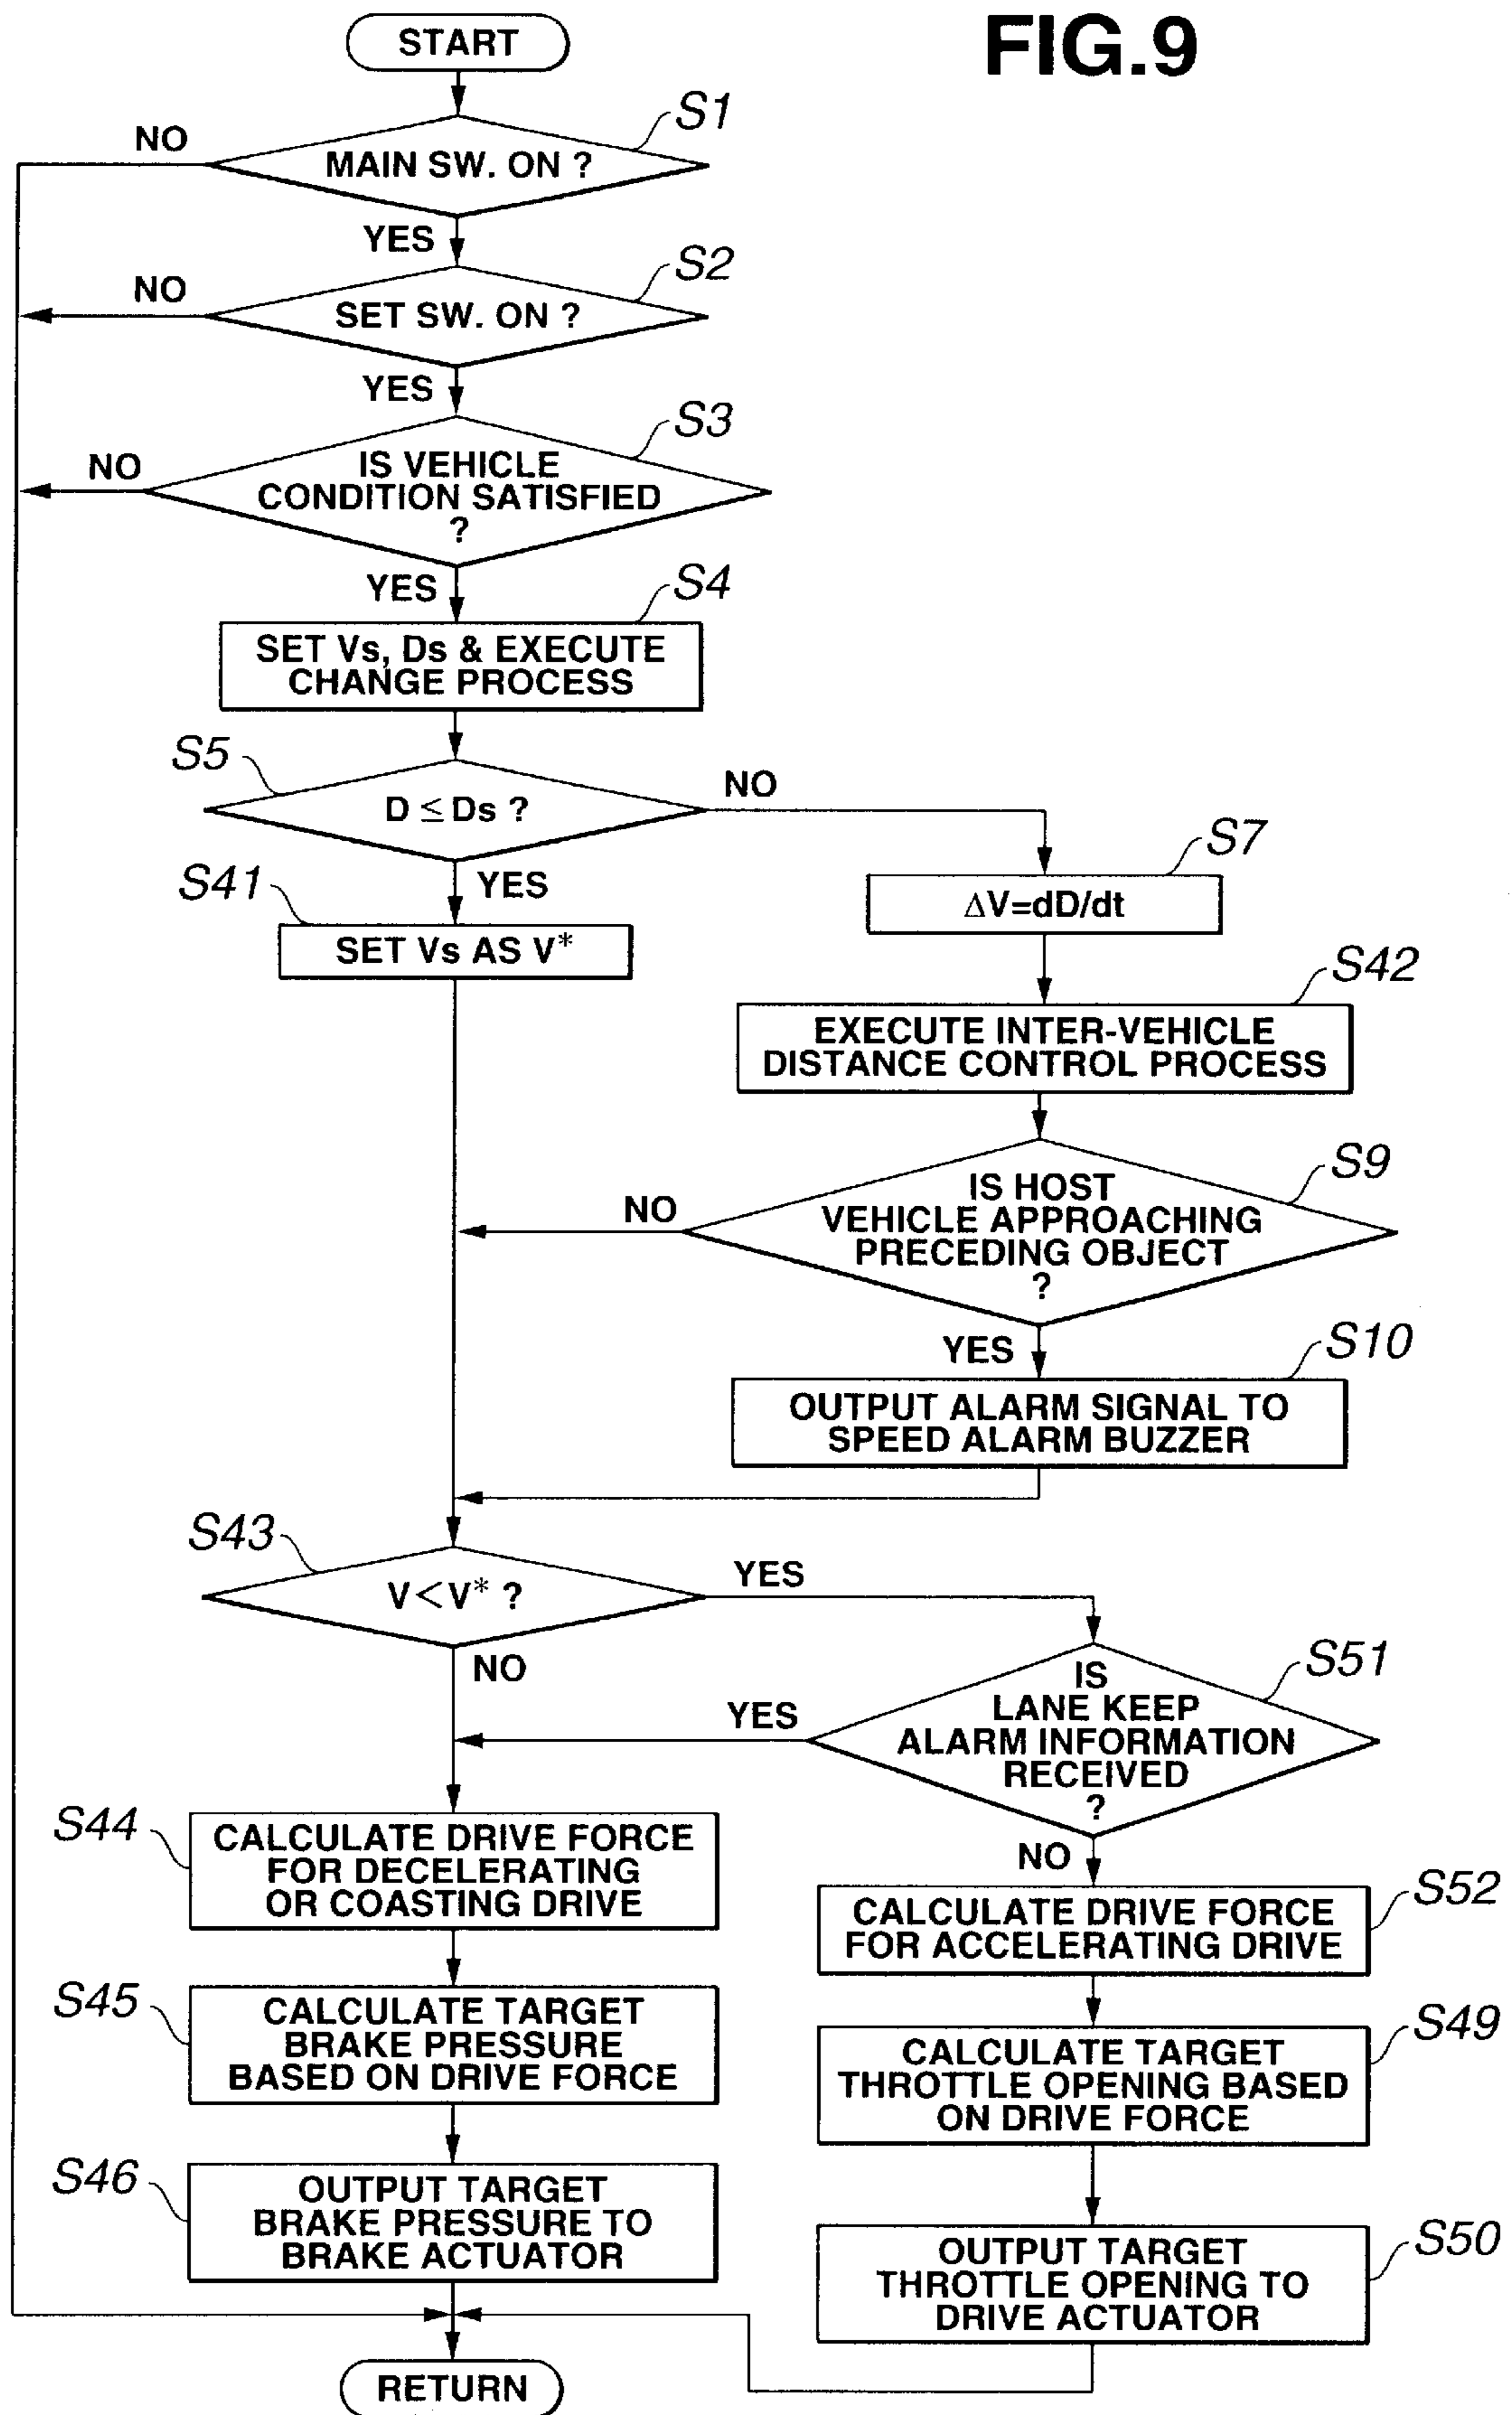 FIG.9
START
S1
NO
MAIN SW. ON ?
YES
S2
NO
SET SW. ON ?
YES
S3
NO
IS VEHICLE
CONDITION SATISFIED
?
YES
S4
SET Vs, Ds & EXECUTE
CHANGE PROCESS
S5
D ≦ Ds ?
NO
S7
S41
YES
ΔV=dD/dt
SET Vs AS V*
S42
EXECUTE INTER-VEHICLE
DISTANCE CONTROL PROCESS
S9
IS HOST
VEHICLE APPROACHING
PRECEDING OBJECT
?
NO
YES
S10
OUTPUT ALARM SIGNAL TO
SPEED ALARM BUZZER
S43
V<V* ?
YES
NO
S51
IS
LANE KEEP
ALARM INFORMATION
RECEIVED
?
YES
NO
S44
CALCULATE DRIVE FORCE
FOR DECELERATING
OR COASTING DRIVE
S52
CALCULATE DRIVE FORCE
FOR ACCELERATING DRIVE
S45
CALCULATE TARGET
BRAKE PRESSURE
BASED ON DRIVE FORCE
S49
CALCULATE TARGET
THROTTLE OPENING BASED
ON DRIVE FORCE
S46
OUTPUT TARGET
BRAKE PRESSURE TO
BRAKE ACTUATOR
S50
OUTPUT TARGET
THROTTLE OPENING TO
DRIVE ACTUATOR
RETURN